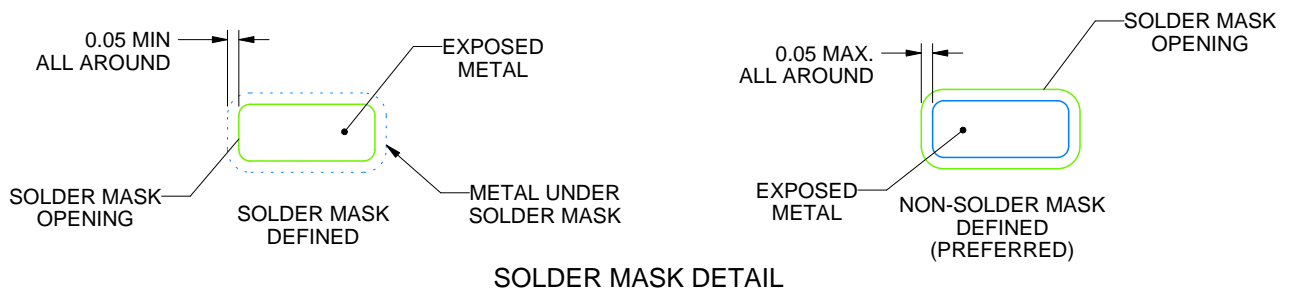 0.05 MIN
ALL AROUND
EXPOSED
METAL
SOLDER MASK
OPENING
SOLDER MASK
DEFINED
METAL UNDER
SOLDER MASK
0.05 MAX.
ALL AROUND
SOLDER MASK
OPENING
EXPOSED
METAL
NON-SOLDER MASK
DEFINED
(PREFERRED)
SOLDER MASK DETAIL